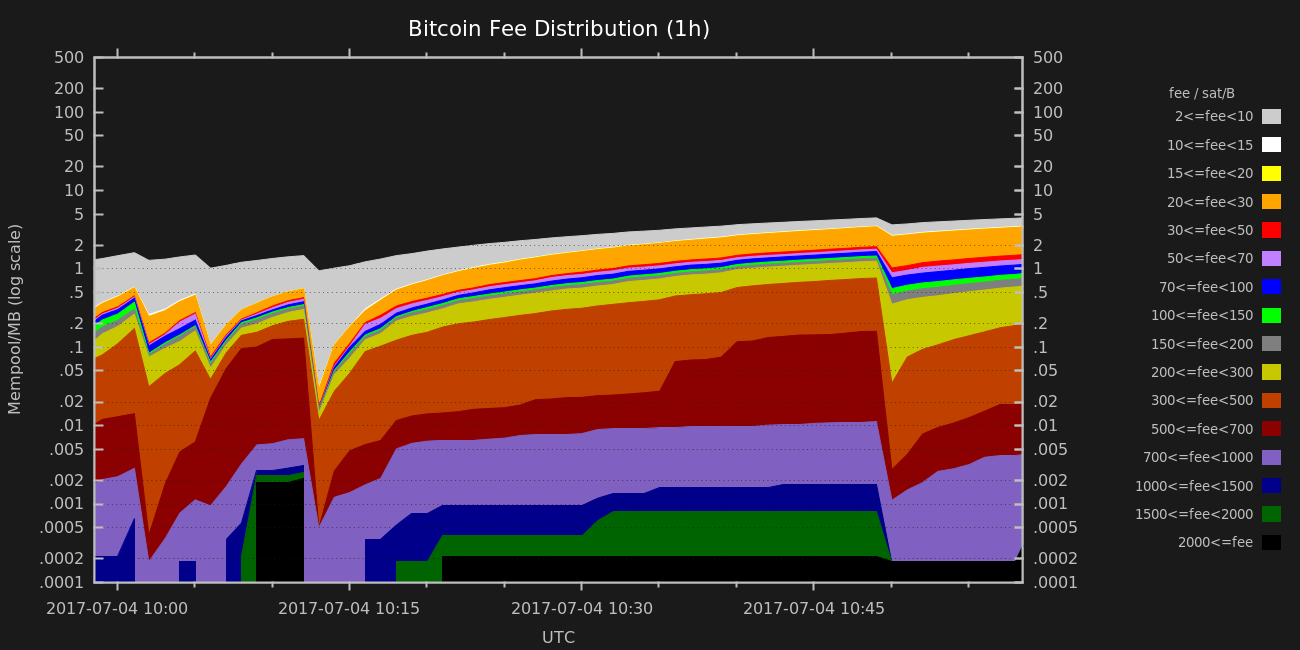 Bitcoin Fee Distribution (1h)
500 500
200 200
100 100
50 50
20 20
10 10
5 5
2 2
1 1
.5 .5
.2 .2
.1 .1
.05 .05
.02 .02
.01 .01
.005 .005
.002 .002
.001 .001
.0005 .0005
.0002 .0002
.0001 .0001
Mempool/MB (log scale)
2017-07-04 10:00 2017-07-04 10:15 2017-07-04 10:30 2017-07-04 10:45
UTC
fee / sat/B
2<=fee<10
10<=fee<15
15<=fee<20
20<=fee<30
30<=fee<50
50<=fee<70
70<=fee<100
100<=fee<150
150<=fee<200
200<=fee<300
300<=fee<500
500<=fee<700
700<=fee<1000
1000<=fee<1500
1500<=fee<2000
2000<=fee